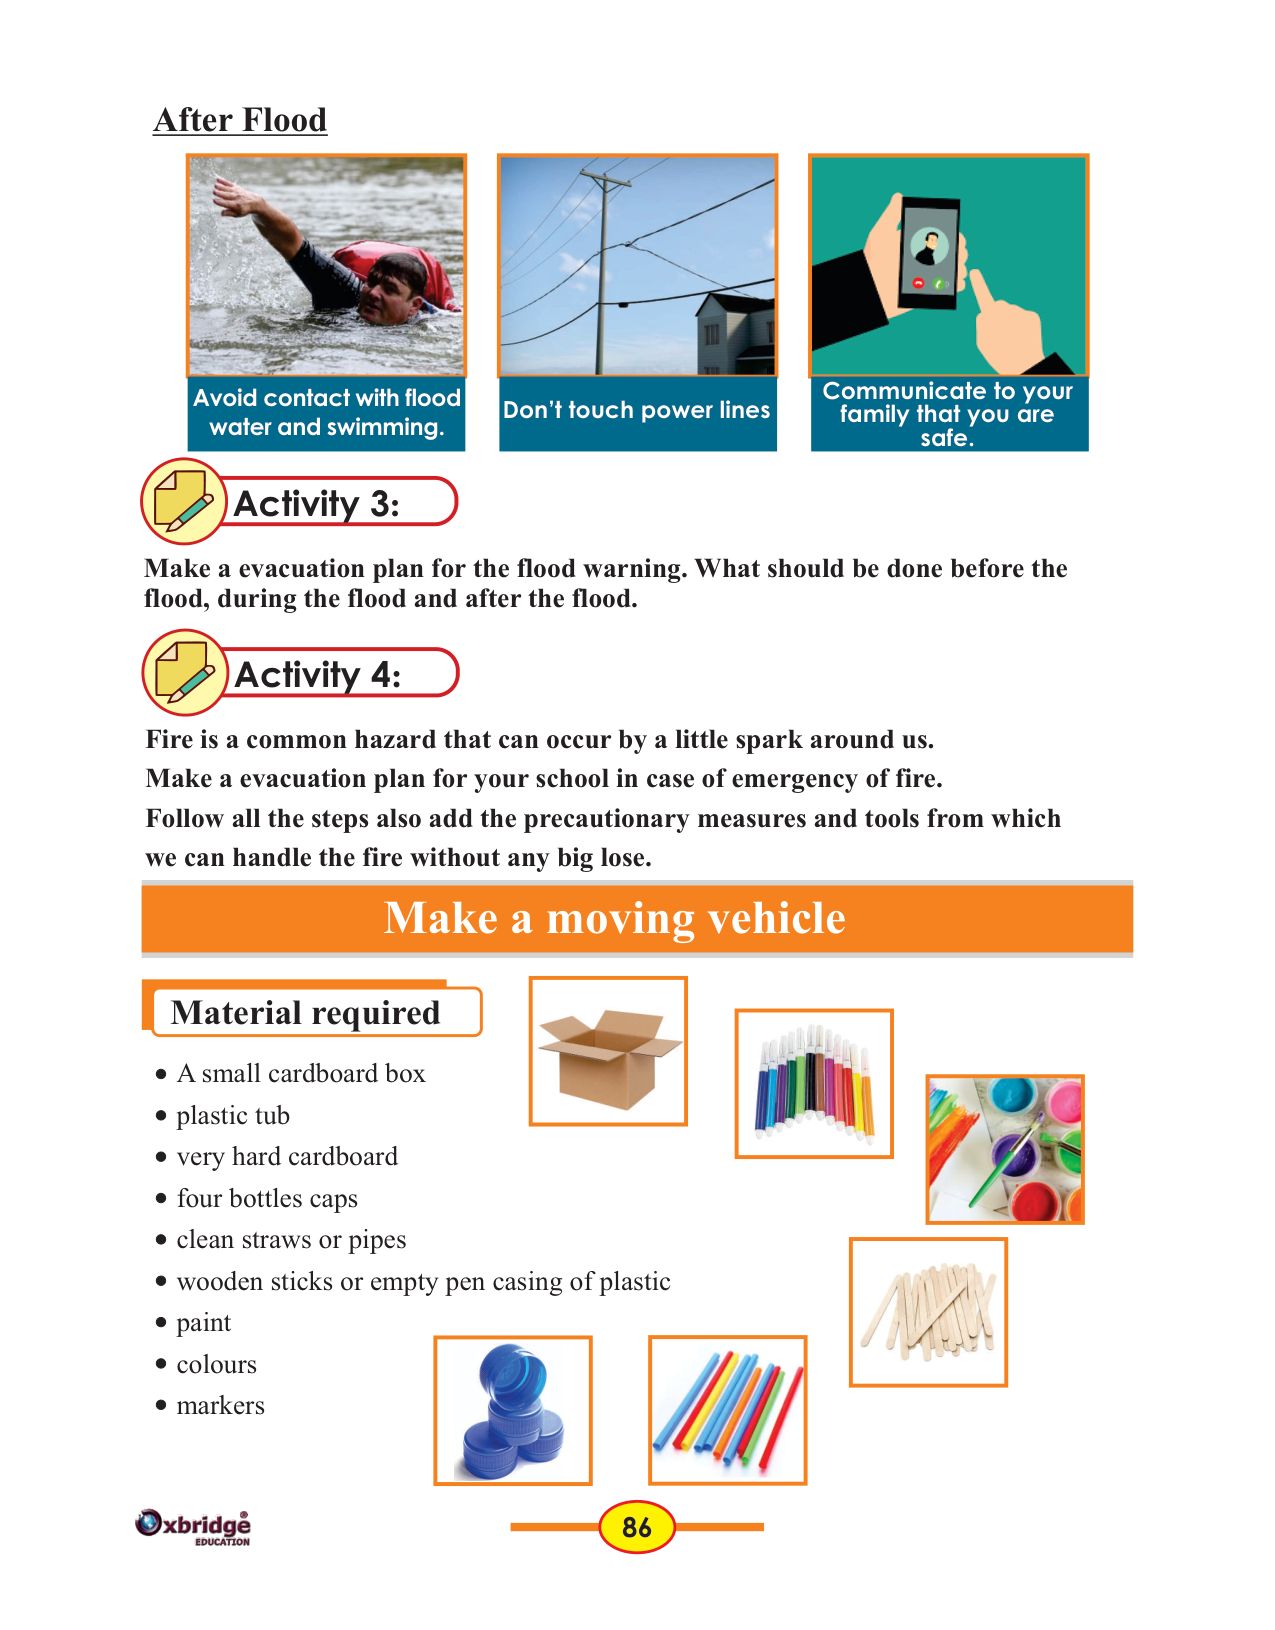 After Flood
Avoid contact with flood
water and swimming.
Don't touch power lines
Communicate to your
family that you are
safe.
Activity 3:
Make a evacuation plan for the flood warning. What should be done before the
flood, during the flood and after the flood.
Activity 4:
Fire is a common hazard that can occur by a little spark around us.
Make a evacuation plan for your school in case of emergency of fire.
Follow all the steps also add the precautionary measures and tools from which
we can handle the fire without any big lose.
Make a moving vehicle
Material required
• A small cardboard box
• plastic tub
• very hard cardboard
• four bottles caps
• clean straws or pipes
• wooden sticks or empty pen casing of plastic
• paint
• colours
• markers
Oxbridge®
EDUCATION
86